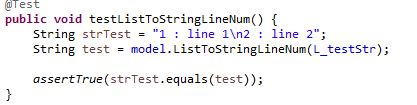 @Test
public void testListToStringLineNum() {
    String strTest = "1 : line 1\n2 : line 2";
    String test = model.ListToStringLineNum(L_testStr);

    assertTrue(strTest.equals(test));
}